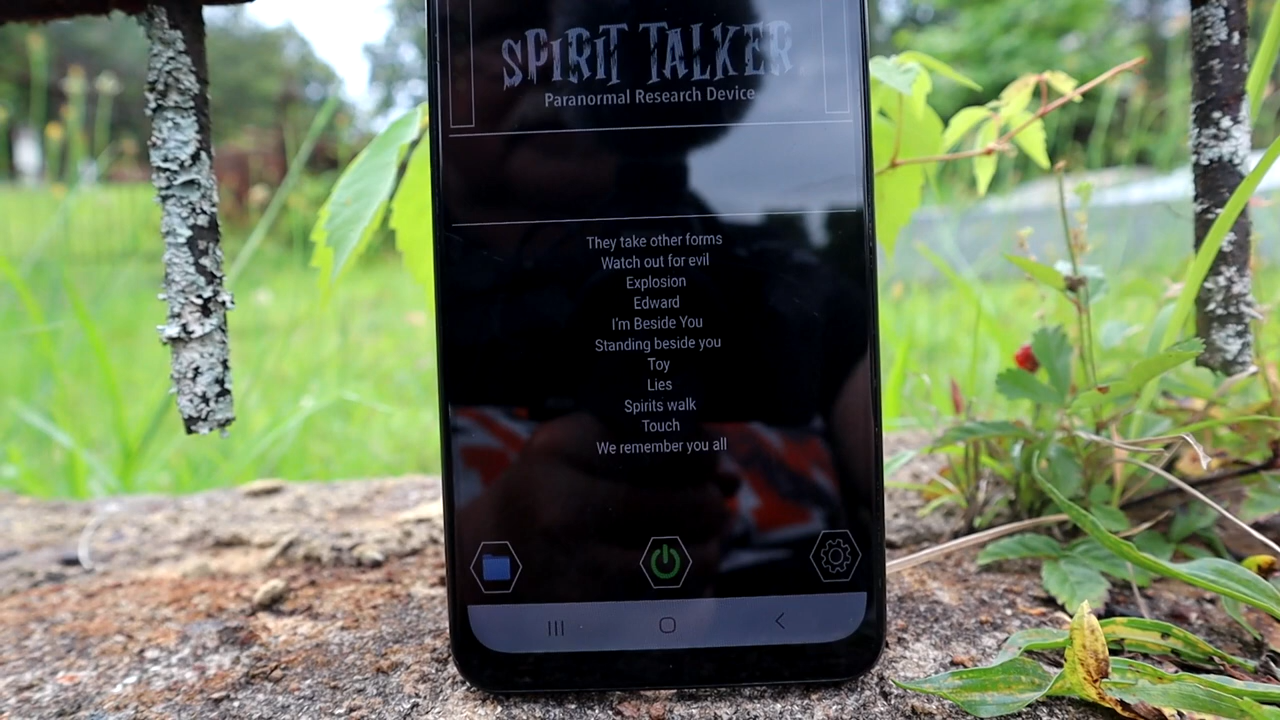 SPIRIT TALKER
Paranormal Research Device
They take other forms
Watch out for evil
Explosion
Edward
I'm Beside You
Standing beside you
Toy
Lies
Spirits walk
Touch
We remember you all